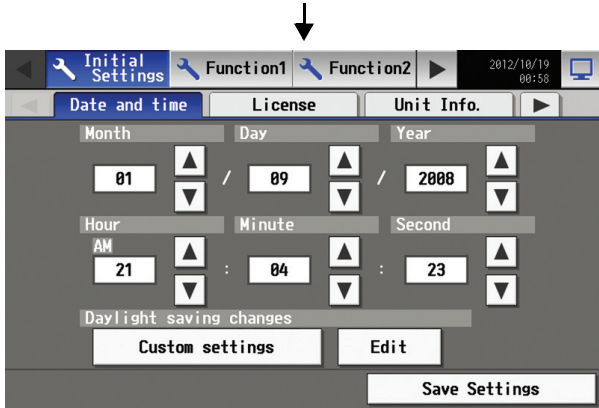 Initial Settings Function1 Function2 2012/10/19 00:58
Date and time License Unit Info.
Month Day Year
01 / 09 / 2008
Hour Minute Second
AM
21 : 04 : 23
Daylight saving changes
Custom settings Edit
Save Settings